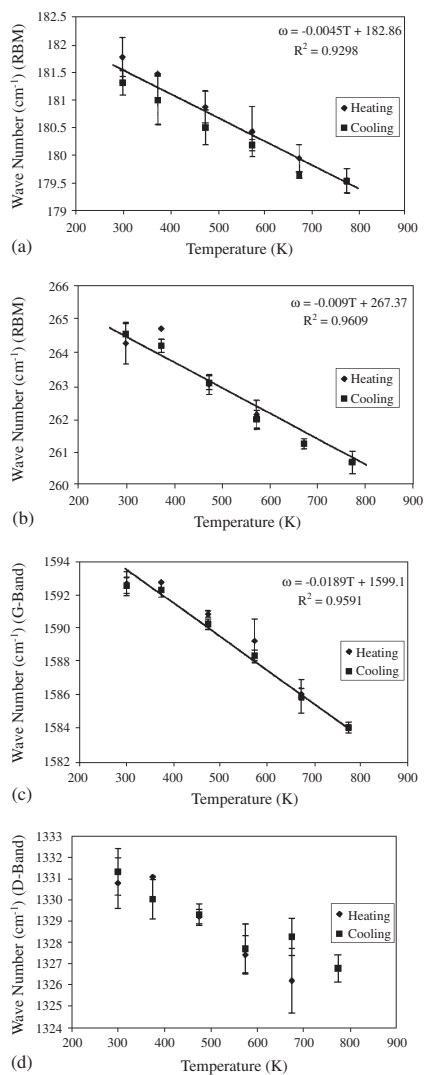 182.5
182
181.5
181
180.5
180
179.5
179
Wave Number (cm⁻¹) (RBM)
ω = -0.0045T + 182.86
R² = 0.9298
Heating
Cooling
200 300 400 500 600 700 800 900
(a)
Temperature (K)
266
265
264
263
262
261
260
Wave Number (cm⁻¹) (RBM)
ω = -0.009T + 267.37
R² = 0.9609
Heating
Cooling
200 300 400 500 600 700 800 900
(b)
Temperature (K)
1594
1592
1590
1588
1586
1584
1582
Wave Number (cm⁻¹) (G-Band)
ω = -0.0189T + 1599.1
R² = 0.9591
Heating
Cooling
200 300 400 500 600 700 800 900
(c)
Temperature (K)
1333
1332
1331
1330
1329
1328
1327
1326
1325
1324
Wave Number (cm⁻¹) (D-Band)
Heating
Cooling
200 300 400 500 600 700 800 900
(d)
Temperature (K)